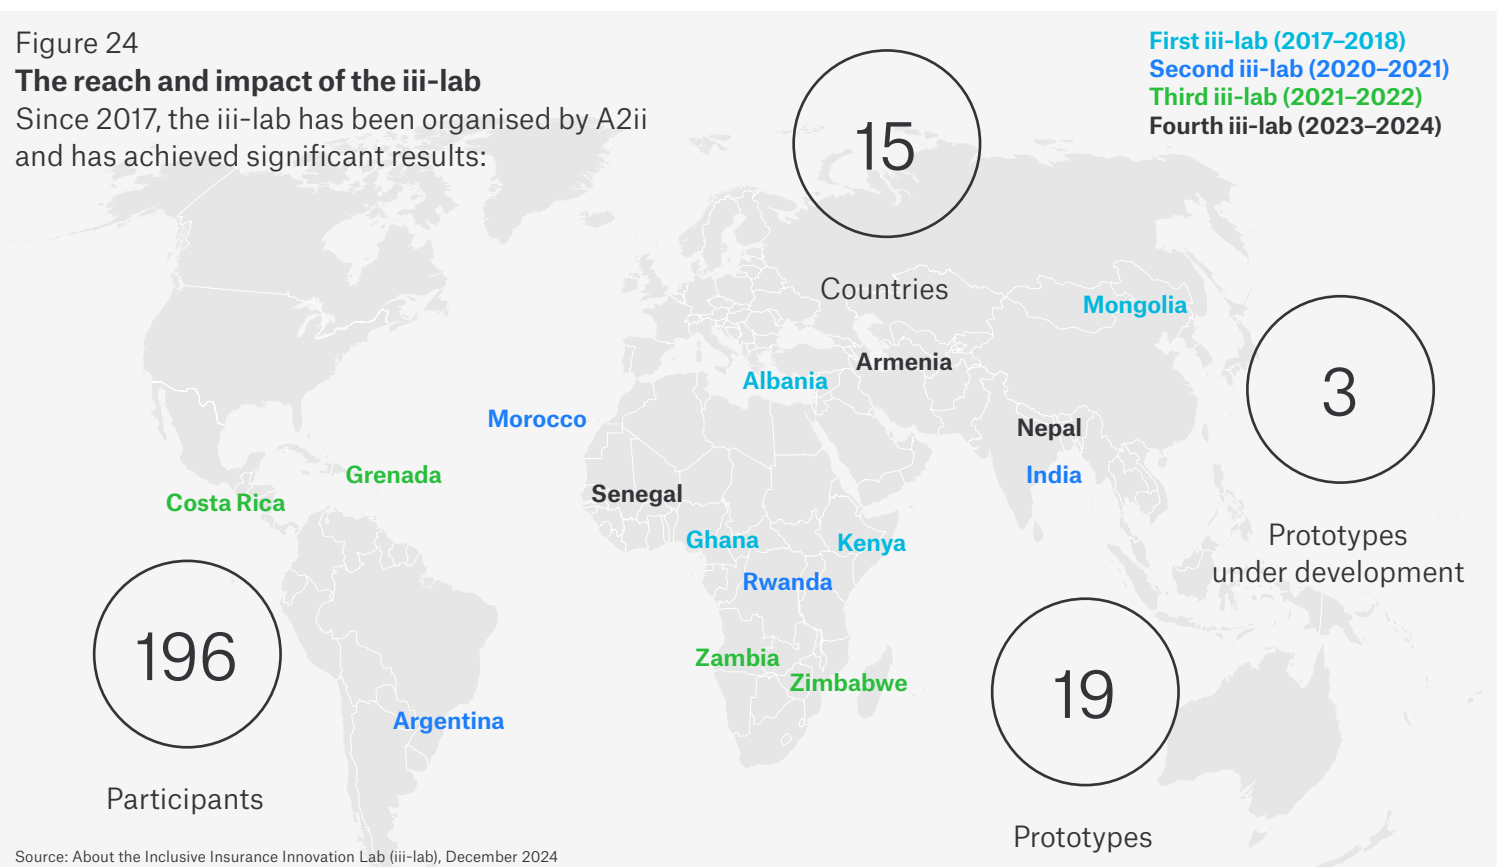 Figure 24
The reach and impact of the iii-lab
Since 2017, the iii-lab has been organised by A2ii
and has achieved significant results:
First iii-lab (2017–2018)
Second iii-lab (2020–2021)
Third iii-lab (2021–2022)
Fourth iii-lab (2023–2024)
15
Countries
Mongolia
Armenia
Albania
3
Prototypes
under development
Morocco
Nepal
Grenada
India
Costa Rica
Senegal
Ghana
Kenya
Rwanda
196
Participants
Zambia
Zimbabwe
19
Prototypes
Argentina
Source: About the Inclusive Insurance Innovation Lab (iii-lab), December 2024